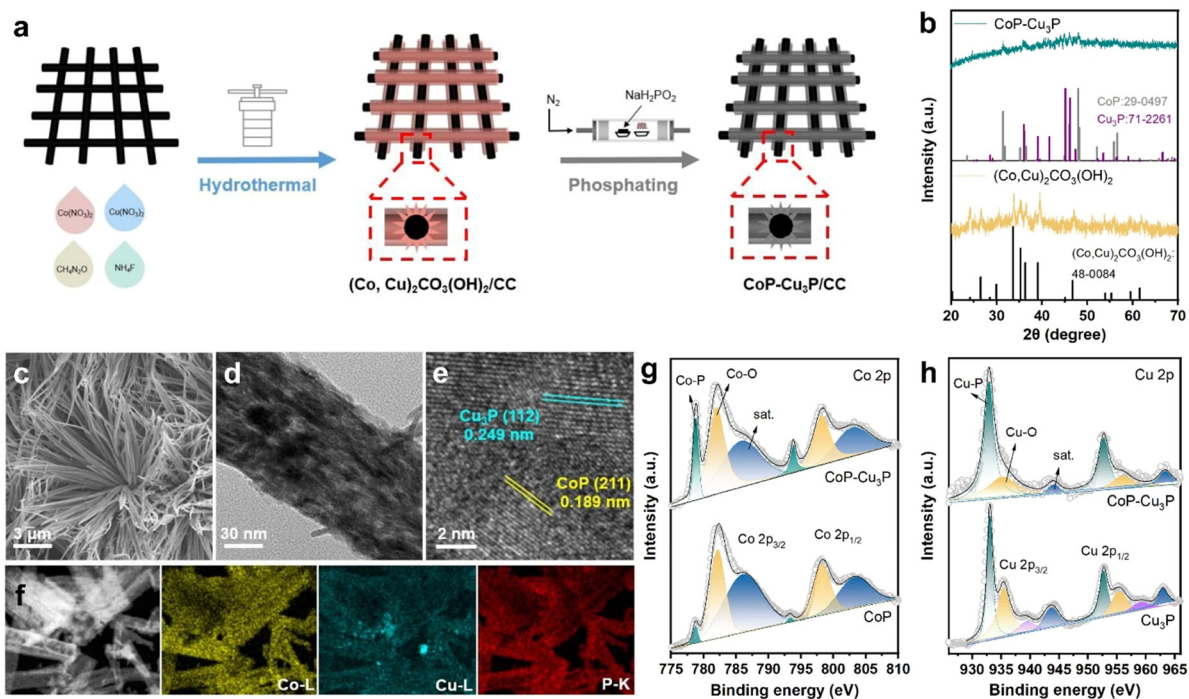 a
Co(NO₃)₂
Cu(NO₃)₂
CH₄N₂O
NH₄F
Hydrothermal
(Co, Cu)₂CO₃(OH)₂/CC
N₂
NaH₂PO₂
Phosphating
CoP-Cu₃P/CC
b
CoP-Cu₃P
CoP:29-0497
Cu₃P:71-2261
(Co,Cu)₂CO₃(OH)₂
(Co,Cu)₂CO₃(OH)₂:
48-0084
Intensity (a.u.)
20 30 40 50 60 70
2θ (degree)
c
3 μm
d
30 nm
e
Cu₃P (112)
0.249 nm
CoP (211)
0.189 nm
2 nm
f
Co-L
Cu-L
P-K
g
Co-P
Co-O
Co 2p
sat.
CoP-Cu₃P
Co 2p₃/₂
Co 2p₁/₂
CoP
Intensity (a.u.)
775 780 785 790 795 800 805 810
Binding energy (eV)
h
Cu 2p
Cu-P
Cu-O
sat.
CoP-Cu₃P
Cu 2p₃/₂
Cu 2p₁/₂
Cu₃P
Intensity (a.u.)
930 935 940 945 950 955 960 965
Binding energy (eV)